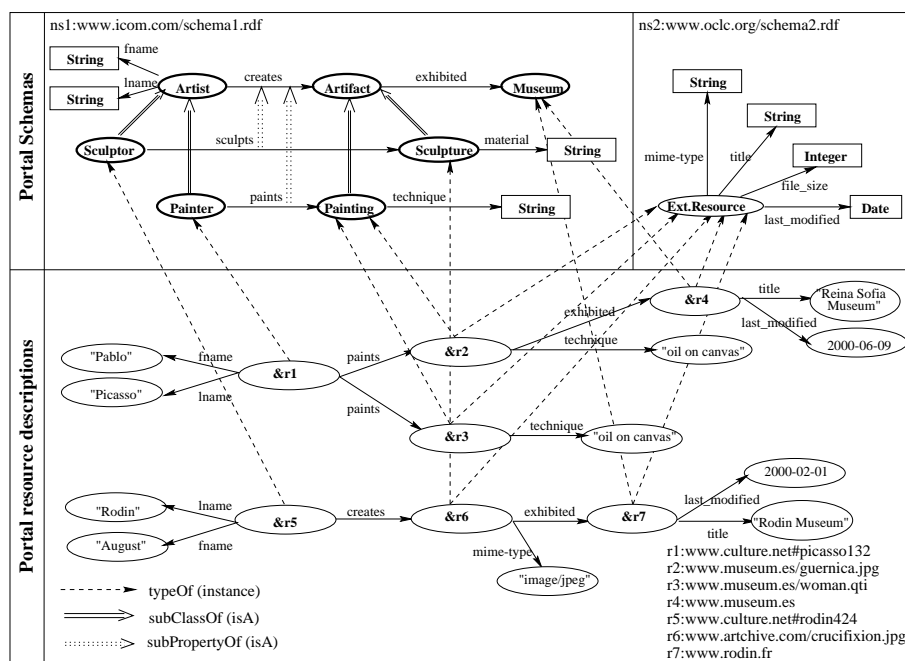 ns1:www.icom.com/schema1.rdf
ns2:www.oclc.org/schema2.rdf
Portal Schemas
String
fname
String
lname
Artist
creates
Artifact
exhibited
Museum
Sculptor
sculpts
Sculpture
material
String
Painter
paints
Painting
technique
String
String
String
mime-type
title
Integer
file_size
Ext.Resource
last_modified
Date
Portal resource descriptions
&r4
title
"Reina Sofia
Museum"
exhibited
last_modified
2000-06-09
"Pablo"
fname
paints
&r2
technique
"oil on canvas"
&r1
"Picasso"
lname
paints
&r3
technique
"oil on canvas"
2000-02-01
"Rodin"
lname
last_modified
&r5
creates
&r6
exhibited
&r7
title
"Rodin Museum"
"August"
fname
mime-type
"image/jpeg"
typeOf (instance)
subClassOf (isA)
subPropertyOf (isA)
r1:www.culture.net#picasso132
r2:www.museum.es/guernica.jpg
r3:www.museum.es/woman.qti
r4:www.museum.es
r5:www.culture.net#rodin424
r6:www.artchive.com/crucifixion.jpg
r7:www.rodin.fr